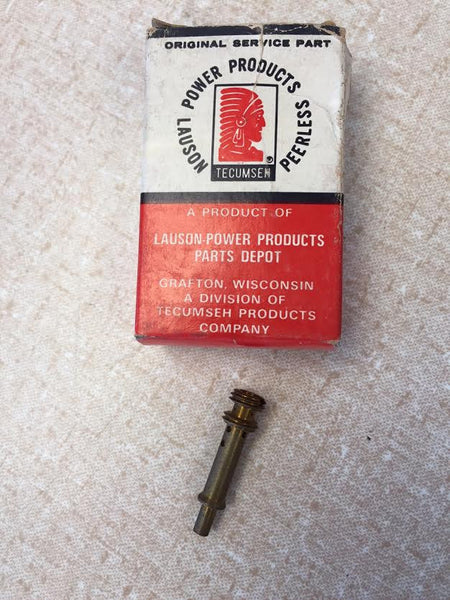 ORIGINAL SERVICE PART
LAUSON POWER PRODUCTS PEERLESS
TECUMSEH
A PRODUCT OF
LAUSON-POWER PRODUCTS
PARTS DEPOT
GRAFTON, WISCONSIN
A DIVISION OF
TECUMSEH PRODUCTS
COMPANY